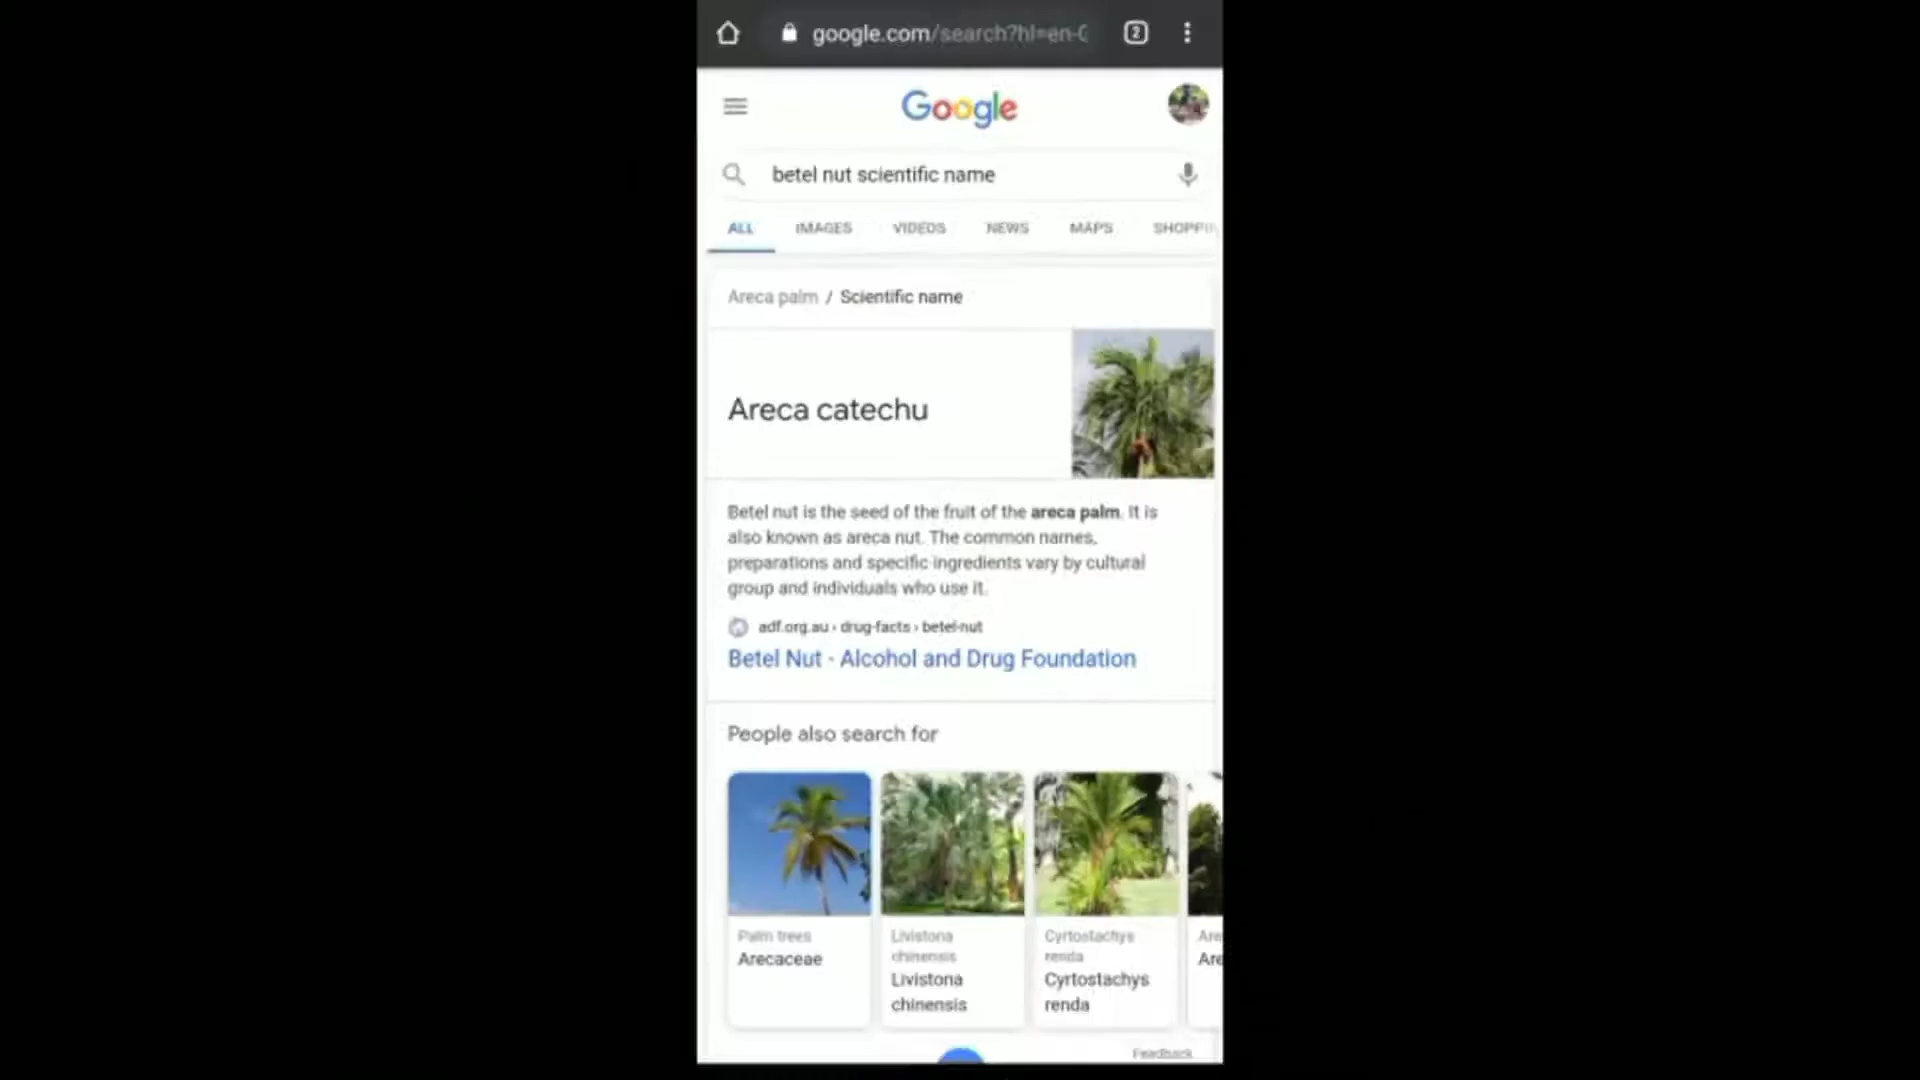 google.com/search?hl=en-
2
Google
betel nut scientific name
ALL IMAGES VIDEOS NEWS MAPS SHOPPIN
Areca palm / Scientific name
Areca catechu
Betel nut is the seed of the fruit of the areca palm. It is
also known as areca nut. The common names,
preparations and specific ingredients vary by cultural
group and individuals who use it.
adf.org.au › drug-facts › betel-nut
Betel Nut - Alcohol and Drug Foundation
People also search for
Palm trees
Arecaceae
Livistona
chinensis
Livistona
chinensis
Cyrtostachys
renda
Cyrtostachys
renda
Are
Are
Feedback